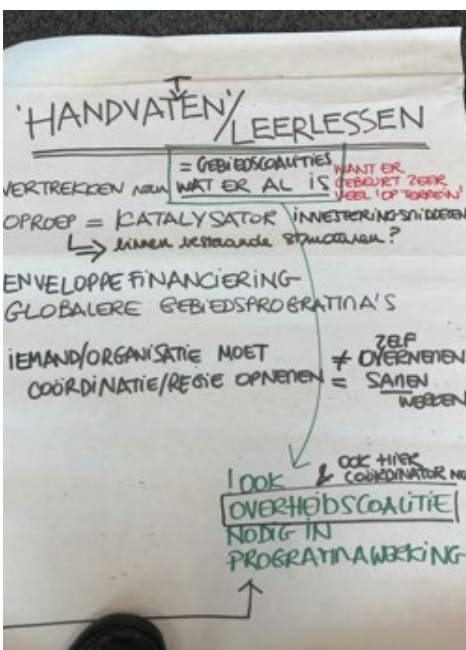 'HANDVATEN'/LEERLESSEN
T
= GEBIEDSCOALITIES
VERTREKKEN van WAT ER AL IS
WANT ER
GEBEURT ZEER
VEEL 'OP TERREIN'
OPROEP = KATALYSATOR INVESTERINGSMIDDELEN
binnen bestaande structuren?
ENVELOPPE FINANCIERING
GLOBALERE GEBIEDSPROGRAMMA'S
IEMAND/ORGANISATIE MOET
COÖRDINATIE/REGIE OPNEMEN
≠ ZELF
OVERNEMEN
= SAMEN
WERKEN
! OOK
OVERHEIDSCOALITIE
NODIG IN
PROGRAMMAWERKING
& OOK HIER
COÖRDINATOR